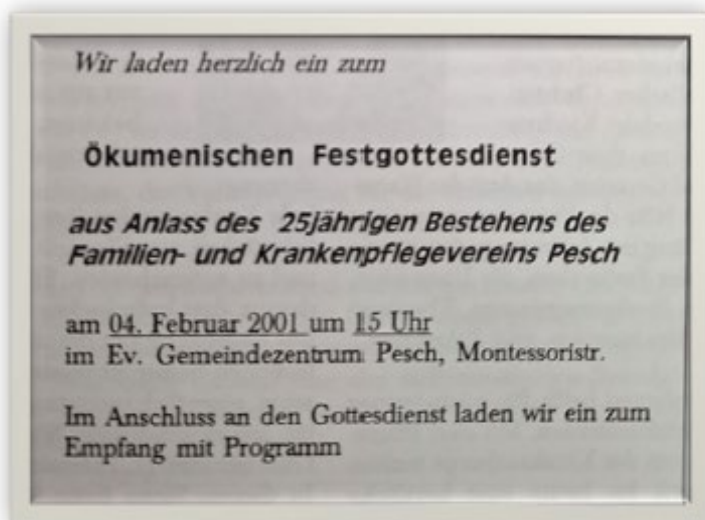 Wir laden herzlich ein zum
Ökumenischen Festgottesdienst
aus Anlass des 25jährigen Bestehens des
Familien- und Krankenpflegevereins Pesch
am 04. Februar 2001 um 15 Uhr
im Ev. Gemeindezentrum Pesch, Montessoristr.
Im Anschluss an den Gottesdienst laden wir ein zum
Empfang mit Programm